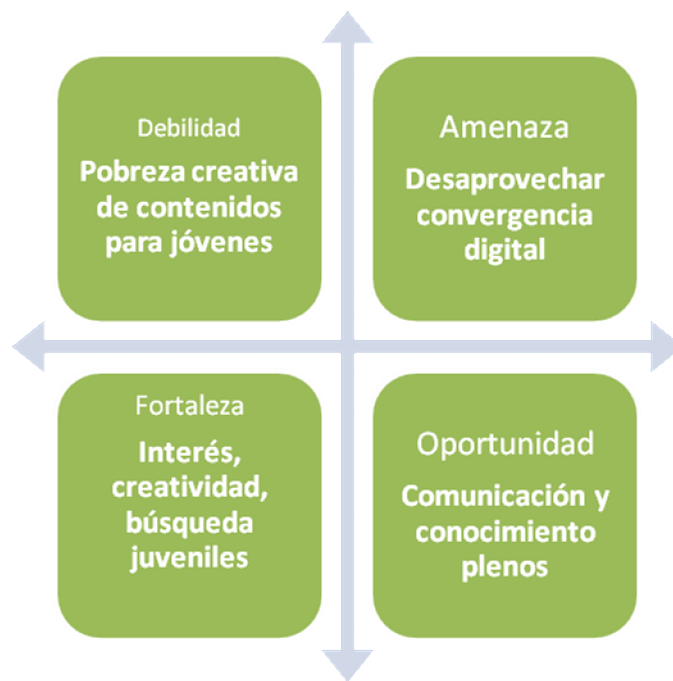 Debilidad
Pobreza creativa
de contenidos
para jóvenes
Amenaza
Desaprovechar
convergencia
digital
Fortaleza
Interés,
creatividad,
búsqueda
juveniles
Oportunidad
Comunicación y
conocimiento
plenos